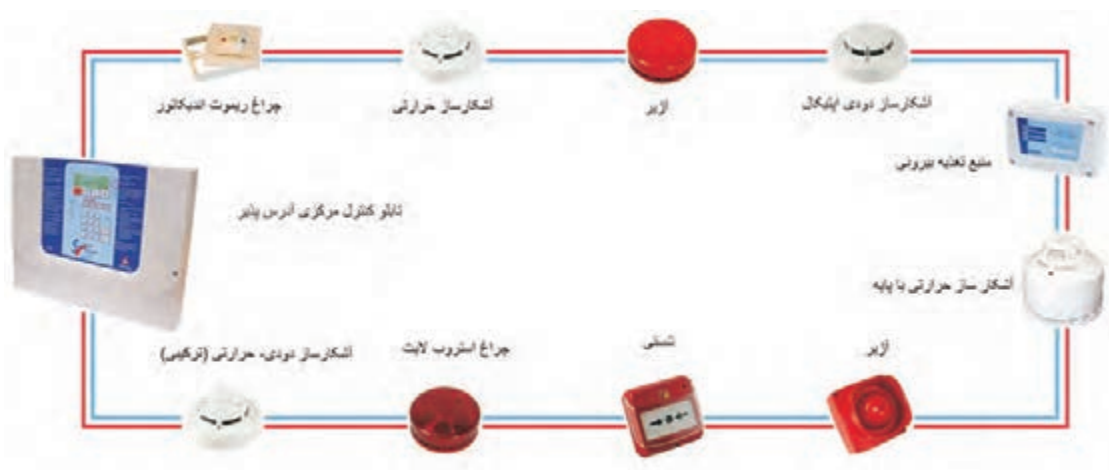 چراغ ریموت اندیکاتور
آشکارساز حرارتی
آژیر
آشکارساز دودی اپتیکال
منبع تغذیه بیرونی
تابلو کنترل مرکزی آدرس پذیر
آشکار ساز حرارتی با پایه
آشکارساز دودی، حرارتی (ترکیبی)
چراغ استروب لایت
شستی
آژیر